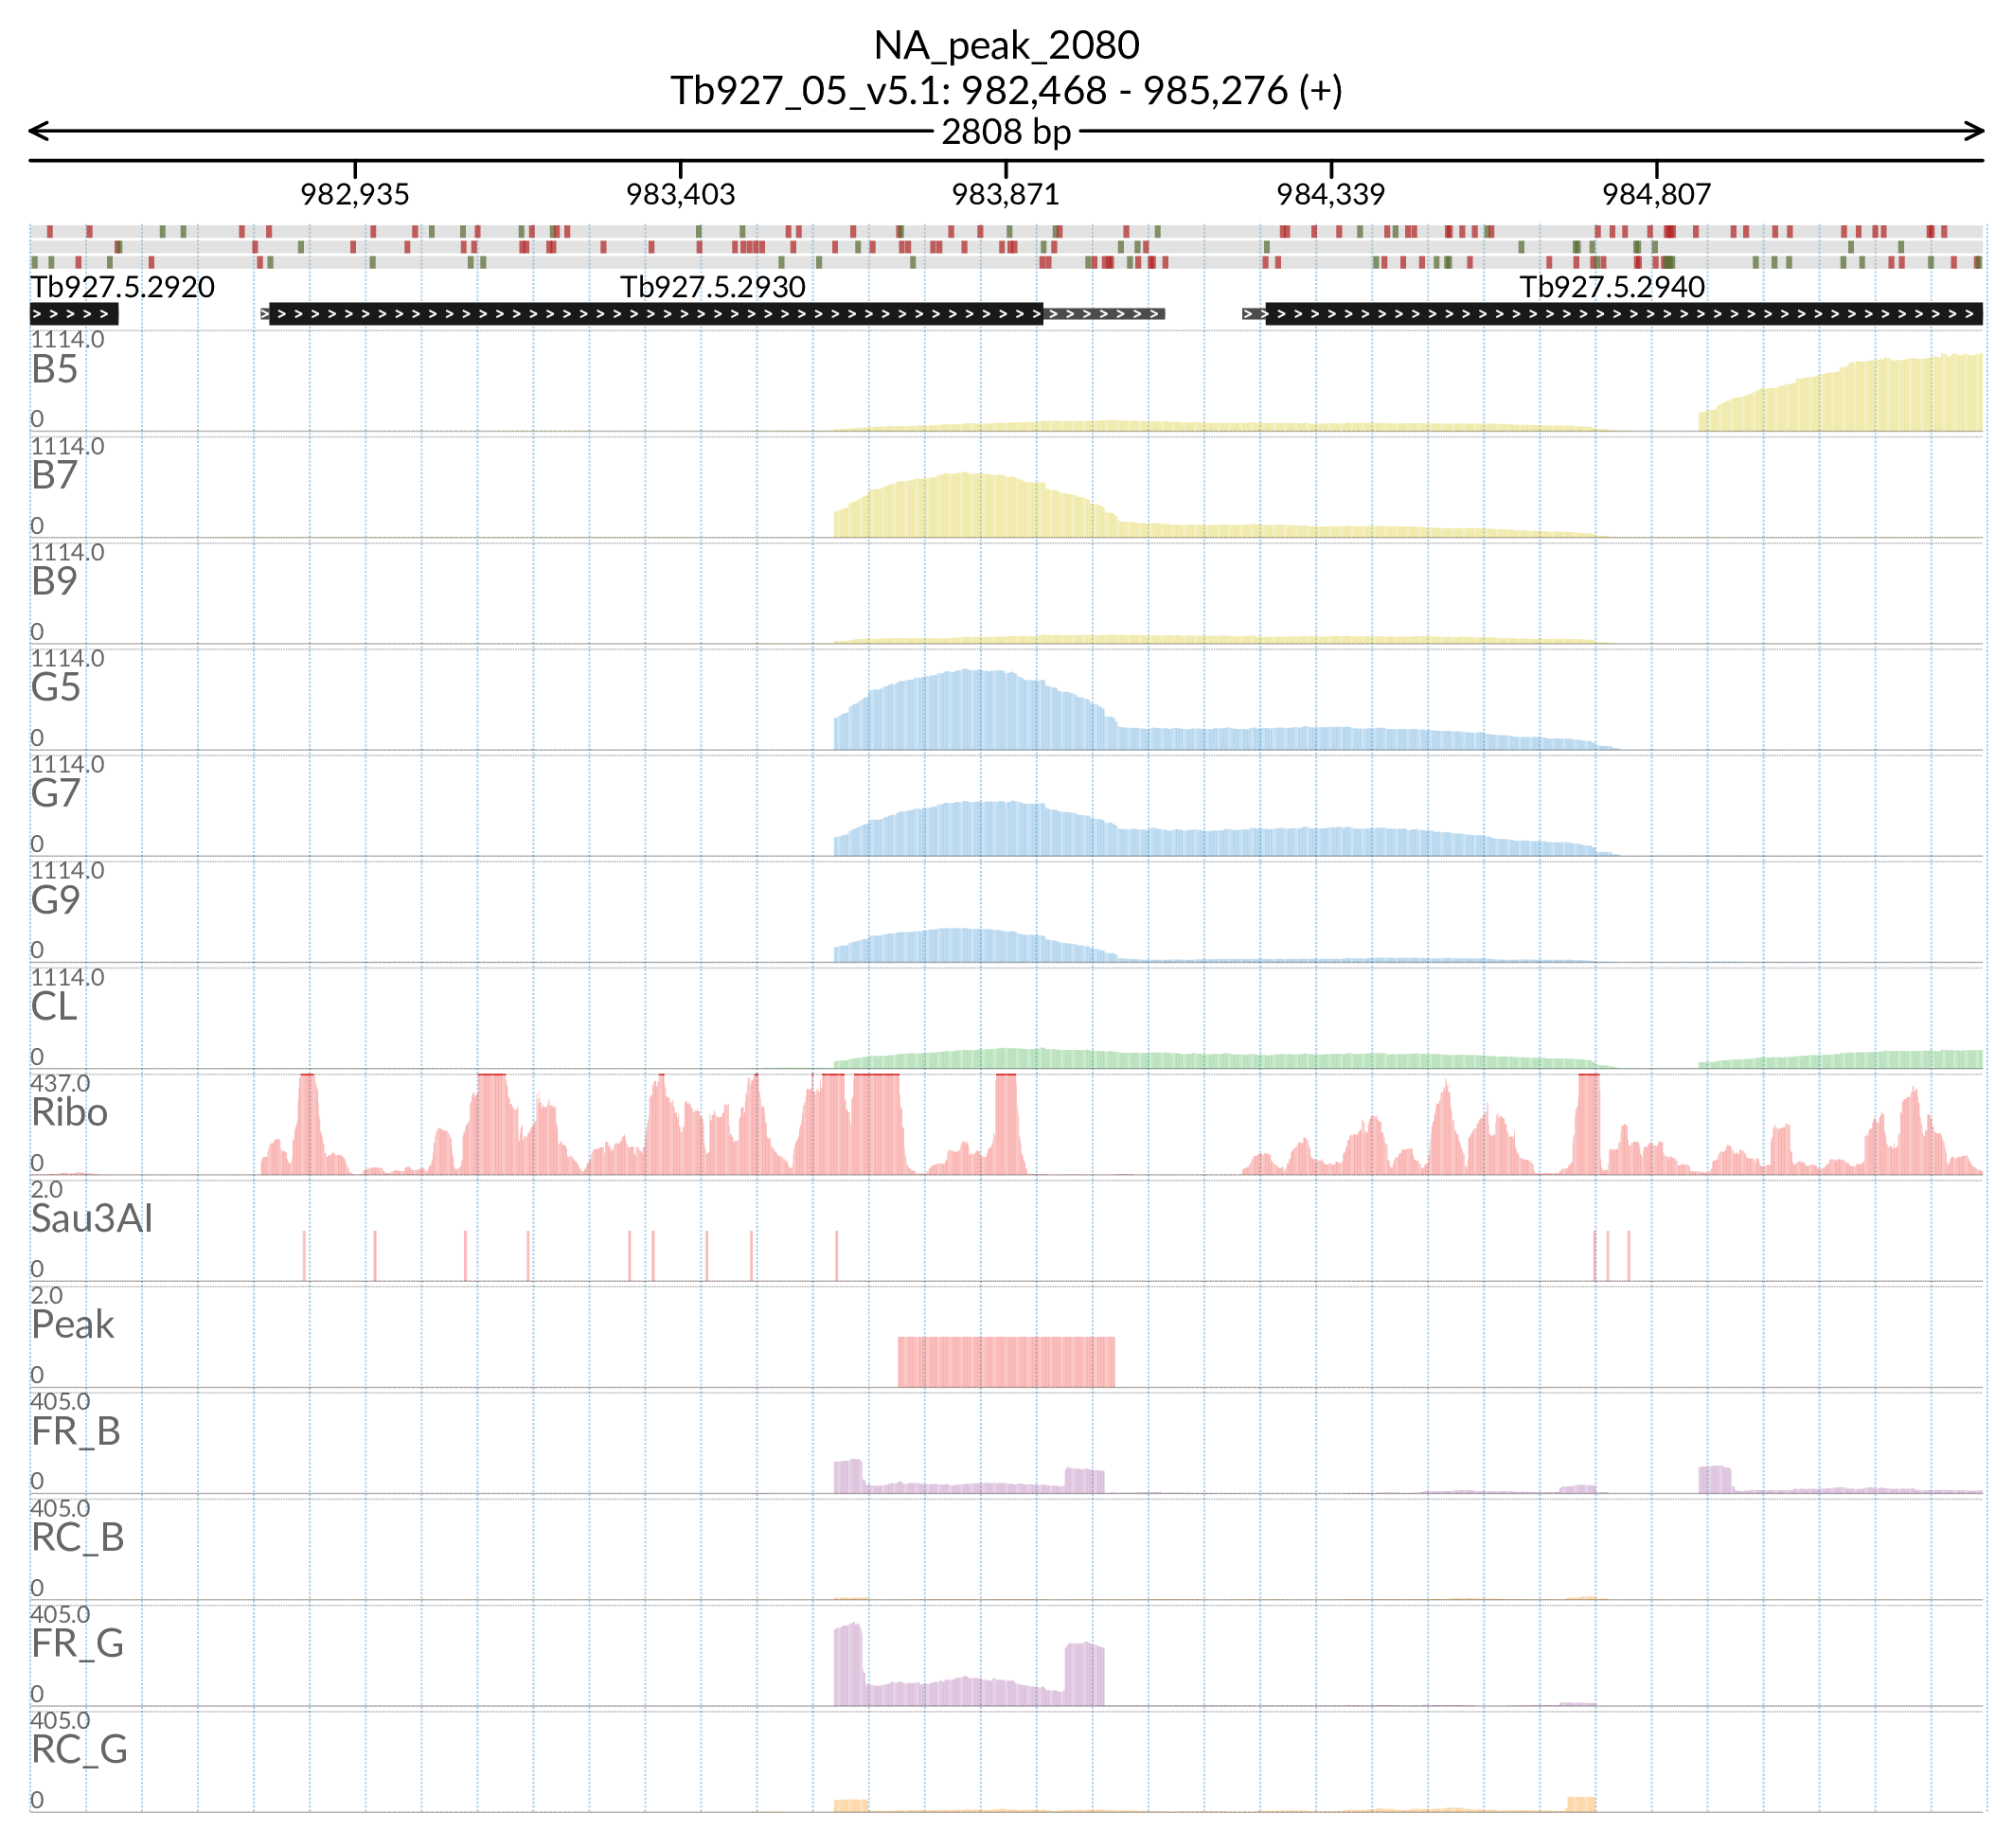 NA_peak_2080
Tb927_05_v5.1: 982,468 - 985,276 (+)
2808 bp
982,935 983,403 983,871 984,339 984,807
Tb927.5.2920 Tb927.5.2930 Tb927.5.2940
1114.0
B5
0
1114.0
B7
0
1114.0
B9
0
1114.0
G5
0
1114.0
G7
0
1114.0
G9
0
1114.0
CL
0
437.0
Ribo
0
2.0
Sau3AI
0
2.0
Peak
0
405.0
FR_B
0
405.0
RC_B
0
405.0
FR_G
0
405.0
RC_G
0